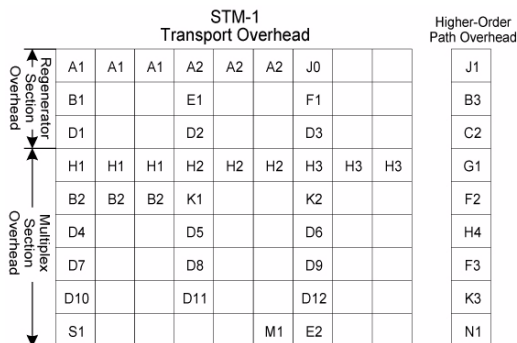 STM-1
Transport Overhead
Higher-Order
Path Overhead
Regenerator
Section
Overhead
A1 A1 A1 A2 A2 A2 J0
B1 E1 F1
D1 D2 D3
Multiplex
Section
Overhead
H1 H1 H1 H2 H2 H2 H3 H3 H3
B2 B2 B2 K1 K2
D4 D5 D6
D7 D8 D9
D10 D11 D12
S1 M1 E2
J1
B3
C2
G1
F2
H4
F3
K3
N1